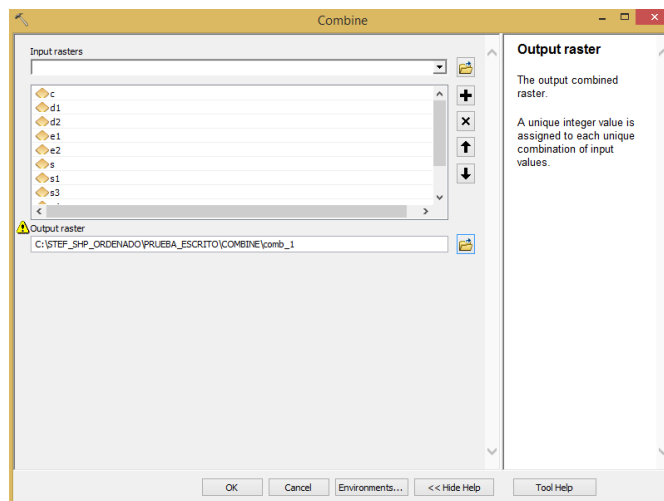 Combine
Input rasters
c
d1
d2
e1
e2
s
s1
s3
Output raster
C:\STEF_SHP_ORDENADO\PRUEBA_ESCRITO\COMBINE\comb_1
OK
Cancel
Environments...
<< Hide Help
Tool Help
Output raster
The output combined
raster.
A unique integer value is
assigned to each unique
combination of input
values.